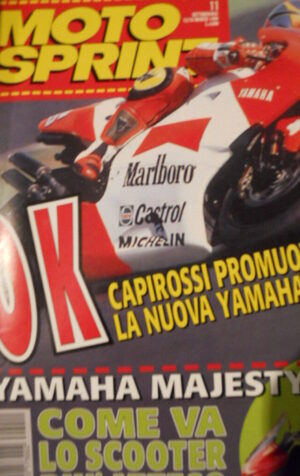 MOTO
SPRINT
11
SETTIMANALE
YAMAHA
Marlboro
Castrol
MICHELIN
OK
CAPIROSSI PROMUO
LA NUOVA YAMAHA
YAMAHA MAJESTY
COME VA
LO SCOOTER